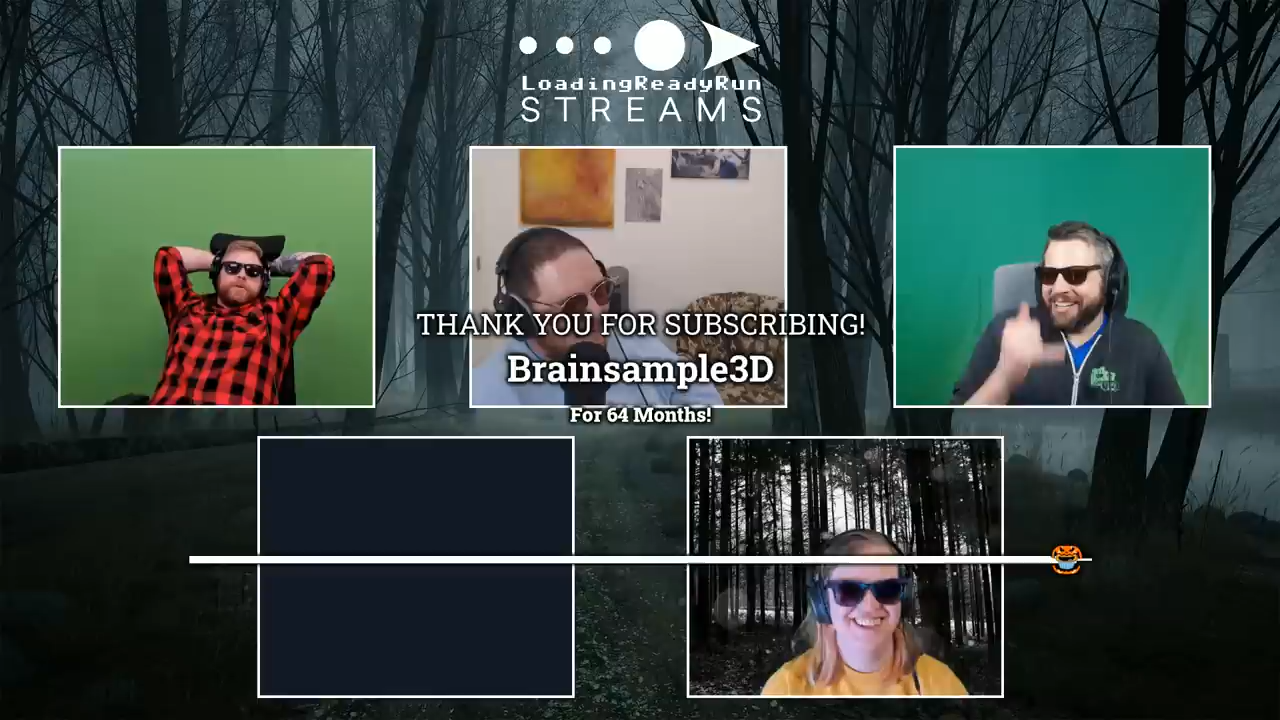 LoadingReadyRun
STREAMS
THANK YOU FOR SUBSCRIBING!
Brainsample3D
For 64 Months!